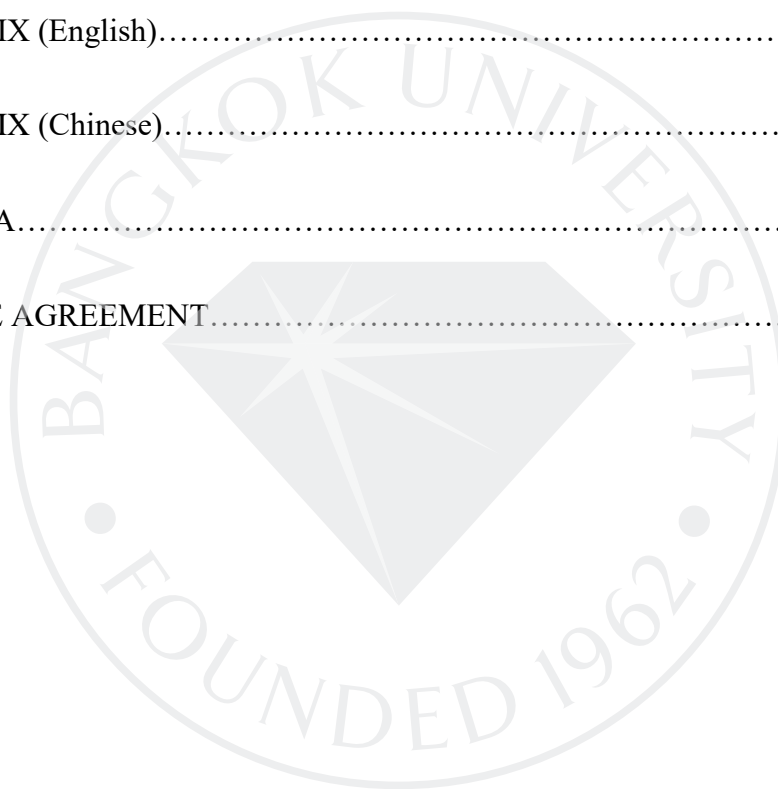 IX (English)……………………………………………………
IX (Chinese)……………………………………………………
A………………………………………………………………………
E AGREEMENT……………………………………………
BANGKOK UNIVERSITY
FOUNDED 1962